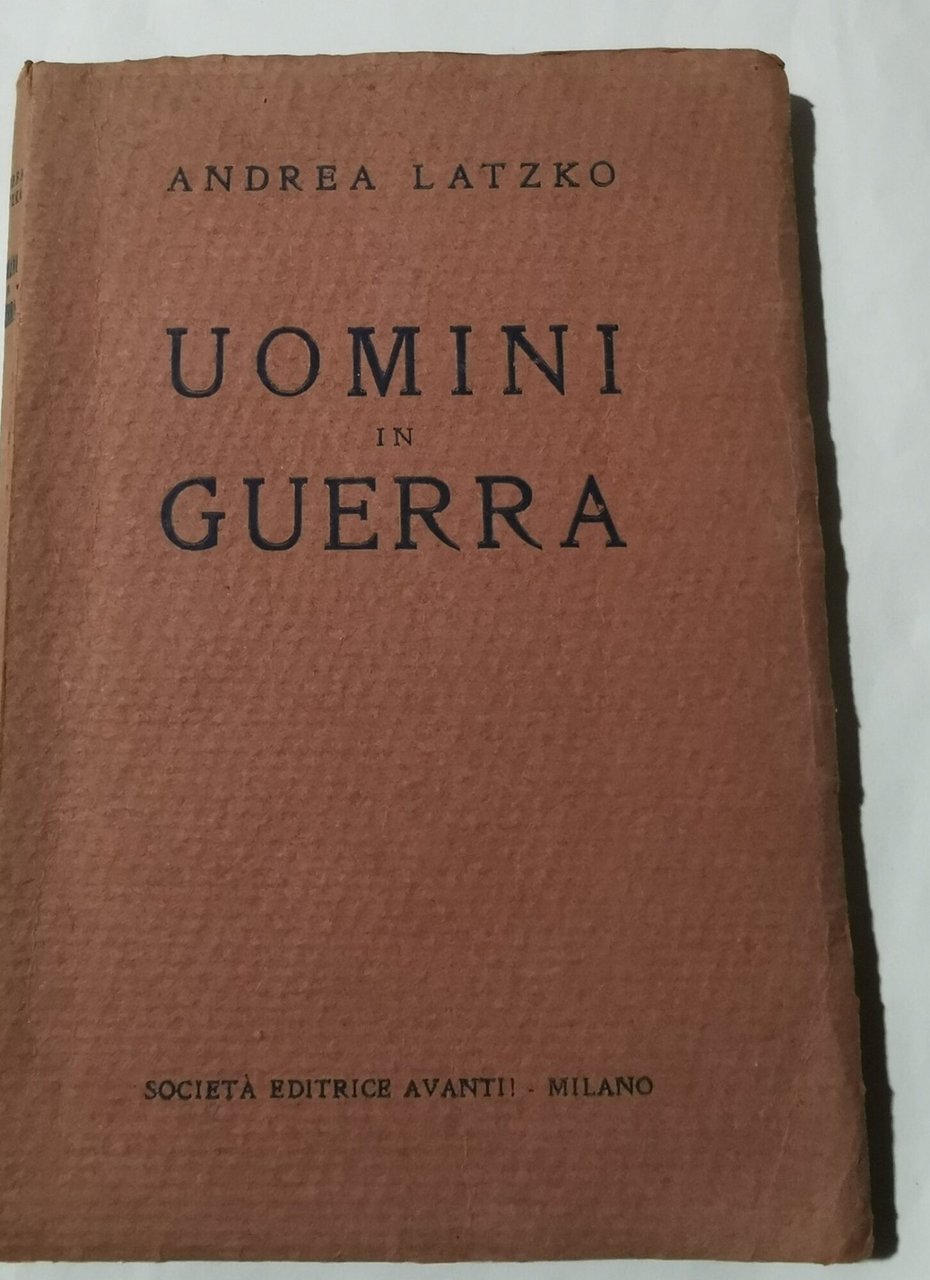 ANDREA LATZKO
UOMINI
IN
GUERRA
SOCIETÀ EDITRICE AVANTI! - MILANO